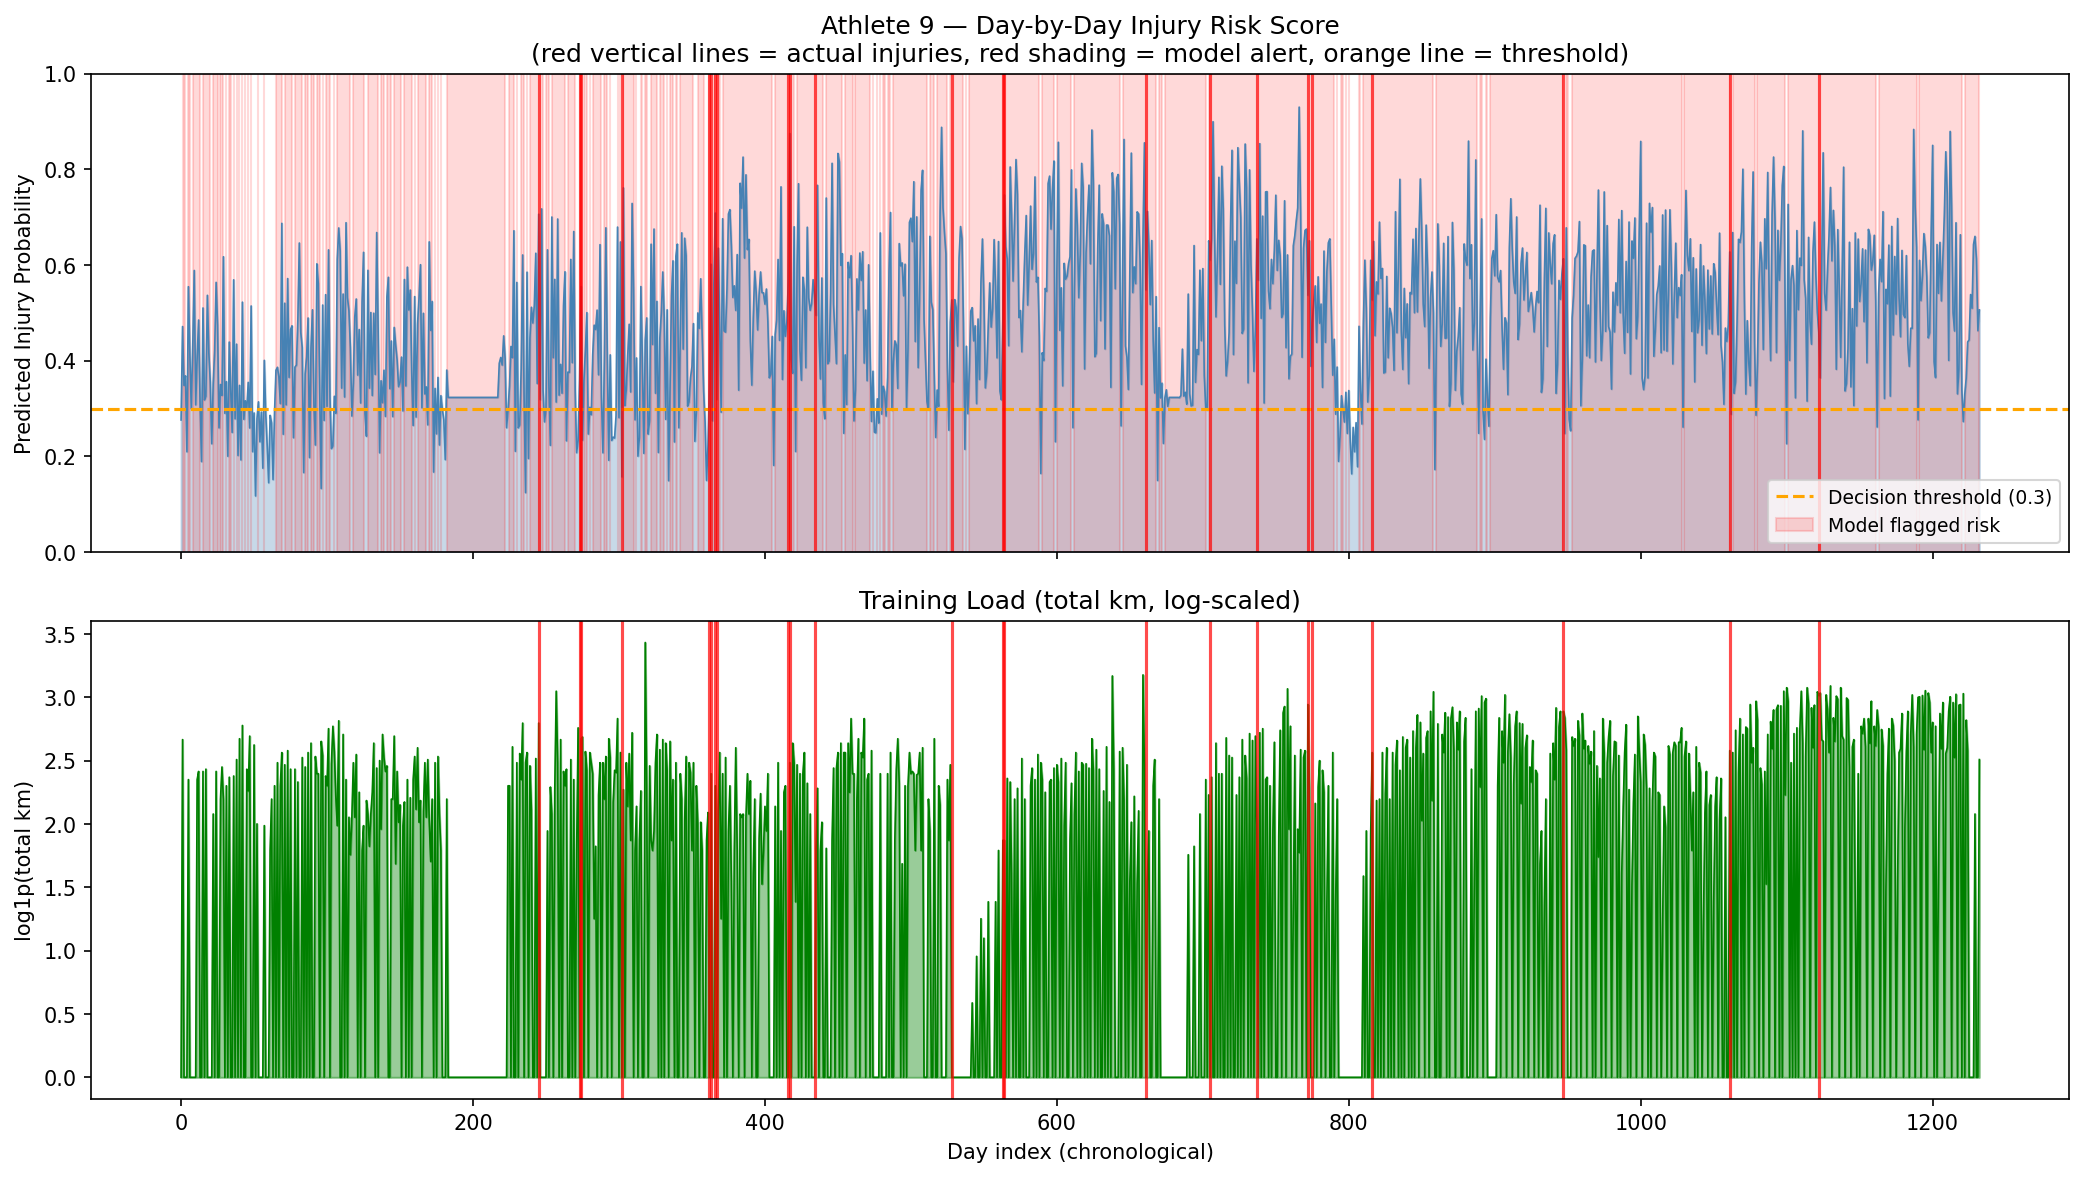 Athlete 9 — Day-by-Day Injury Risk Score
(red vertical lines = actual injuries, red shading = model alert, orange line = threshold)
Predicted Injury Probability
1.0
0.8
0.6
0.4
0.2
0.0
Decision threshold (0.3)
Model flagged risk
Training Load (total km, log-scaled)
log1p(total km)
3.5
3.0
2.5
2.0
1.5
1.0
0.5
0.0
0
200
400
600
800
1000
1200
Day index (chronological)